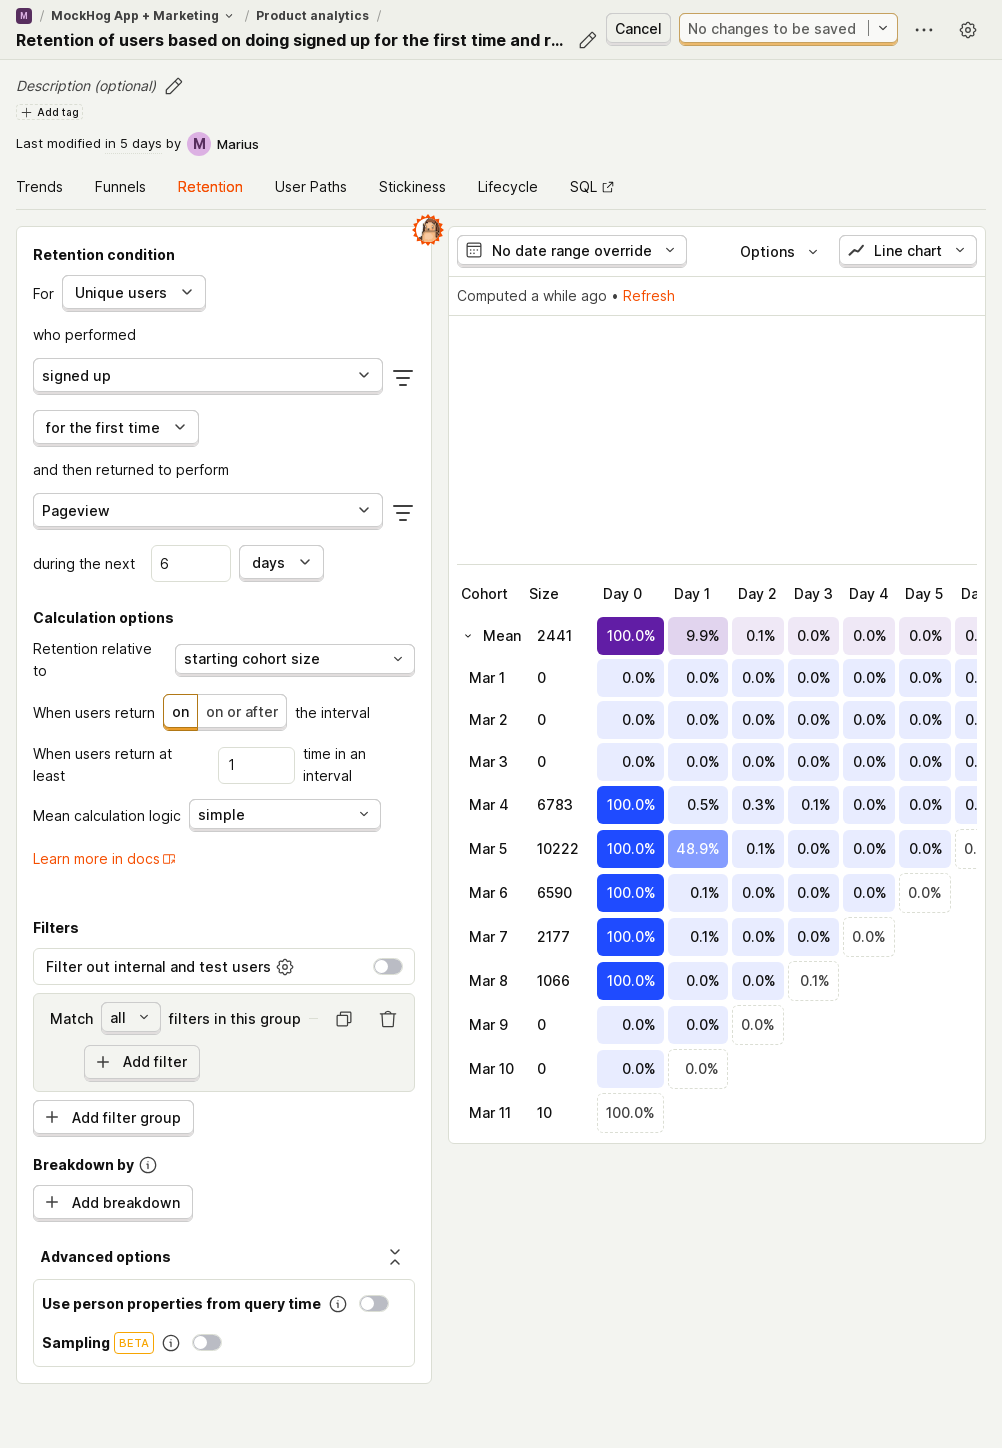 M / MockHog App + Marketing / Product analytics /
Retention of users based on doing signed up for the first time and r...
Cancel
No changes to be saved
Description (optional)
Add tag
Last modified in 5 days by M Marius
Trends Funnels Retention User Paths Stickiness Lifecycle SQL
Retention condition
For Unique users
who performed
signed up
for the first time
and then returned to perform
Pageview
during the next 6 days
Calculation options
Retention relative to starting cohort size
When users return on on or after the interval
When users return at least 1 time in an interval
Mean calculation logic simple
Learn more in docs
Filters
Filter out internal and test users
Match all filters in this group
Add filter
Add filter group
Breakdown by
Add breakdown
Advanced options
Use person properties from query time
Sampling BETA
No date range override Options Line chart
Computed a while ago • Refresh
Cohort Size Day 0 Day 1 Day 2 Day 3 Day 4 Day 5 Da
Mean 2441 100.0% 9.9% 0.1% 0.0% 0.0% 0.0% 0.
Mar 1 0 0.0% 0.0% 0.0% 0.0% 0.0% 0.0% 0.
Mar 2 0 0.0% 0.0% 0.0% 0.0% 0.0% 0.0% 0.
Mar 3 0 0.0% 0.0% 0.0% 0.0% 0.0% 0.0% 0.
Mar 4 6783 100.0% 0.5% 0.3% 0.1% 0.0% 0.0% 0.
Mar 5 10222 100.0% 48.9% 0.1% 0.0% 0.0% 0.0% 0.
Mar 6 6590 100.0% 0.1% 0.0% 0.0% 0.0% 0.0%
Mar 7 2177 100.0% 0.1% 0.0% 0.0% 0.0%
Mar 8 1066 100.0% 0.0% 0.0% 0.1%
Mar 9 0 0.0% 0.0% 0.0%
Mar 10 0 0.0% 0.0%
Mar 11 10 100.0%